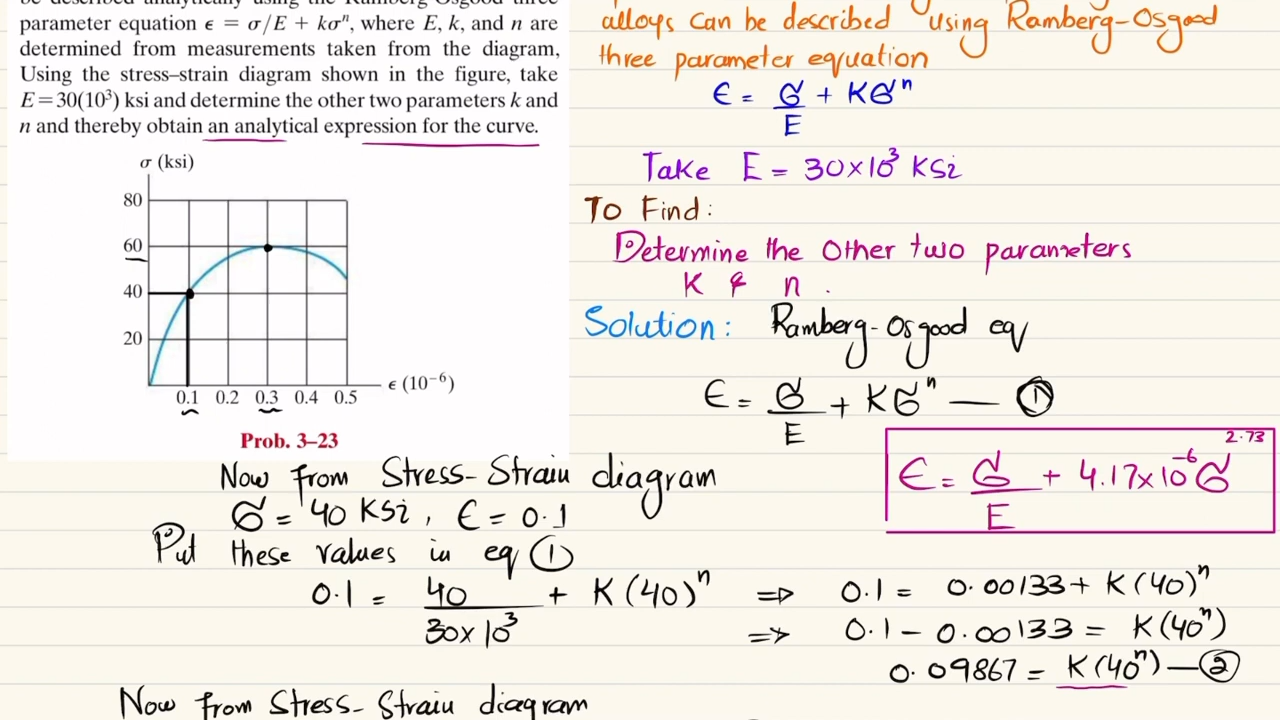 parameter equation ϵ = σ/E + kσⁿ, where E, k, and n are
determined from measurements taken from the diagram,
Using the stress–strain diagram shown in the figure, take
E = 30(10³) ksi and determine the other two parameters k and
n and thereby obtain an analytical expression for the curve.
σ (ksi)
80
60
40
20
0.1 0.2 0.3 0.4 0.5
ϵ (10⁻⁶)
Prob. 3–23
alloys can be described using Ramberg-Osgood
three parameter equation
ϵ = σ/E + Kσⁿ
Take E = 30×10³ KSi
To Find:
Determine the other two parameters
K & n.
Solution: Ramberg-Osgood eq
ϵ = σ/E + Kσⁿ — ①
ϵ = σ/E + 4.17×10⁻⁶ σ^2.73
Now from Stress-Strain diagram
σ = 40 KSi, ϵ = 0.1
Put these values in eq ①
0.1 = 40/30×10³ + K(40)ⁿ ⇒ 0.1 = 0.00133 + K(40)ⁿ
⇒ 0.1 - 0.00133 = K(40ⁿ)
0.09867 = K(40ⁿ) — ②
Now from Stress-Strain diagram